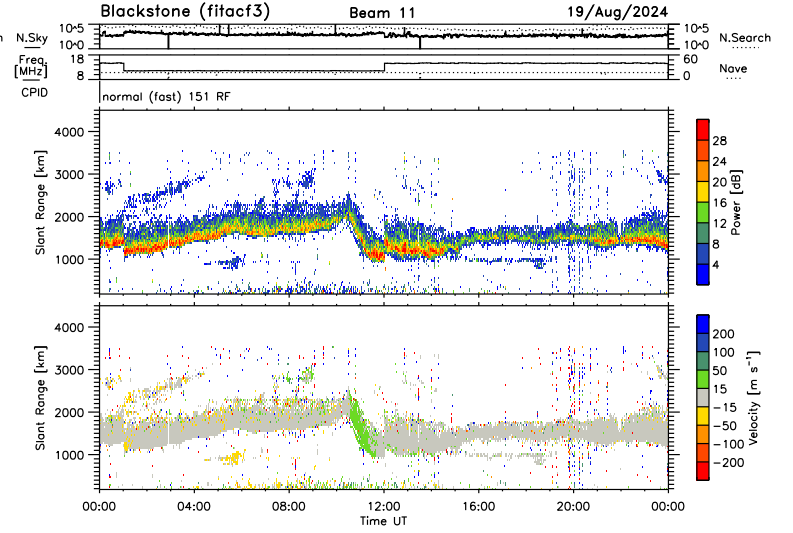 Blackstone (fitacf3) Beam 11 19/Aug/2024
n N.Sky 10^5 10^0 10^5 10^0 N.Search
Freq. [MHz] 18 8 60 0 Nave
CPID normal (fast) 151 RF
Slant Range [km] 4000 3000 2000 1000
Power [dB] 28 24 20 16 12 8 4
Slant Range [km] 4000 3000 2000 1000
Velocity [m s⁻¹] 200 100 50 15 −15 −50 −100 −200
00:00 04:00 08:00 12:00 16:00 20:00 00:00
Time UT